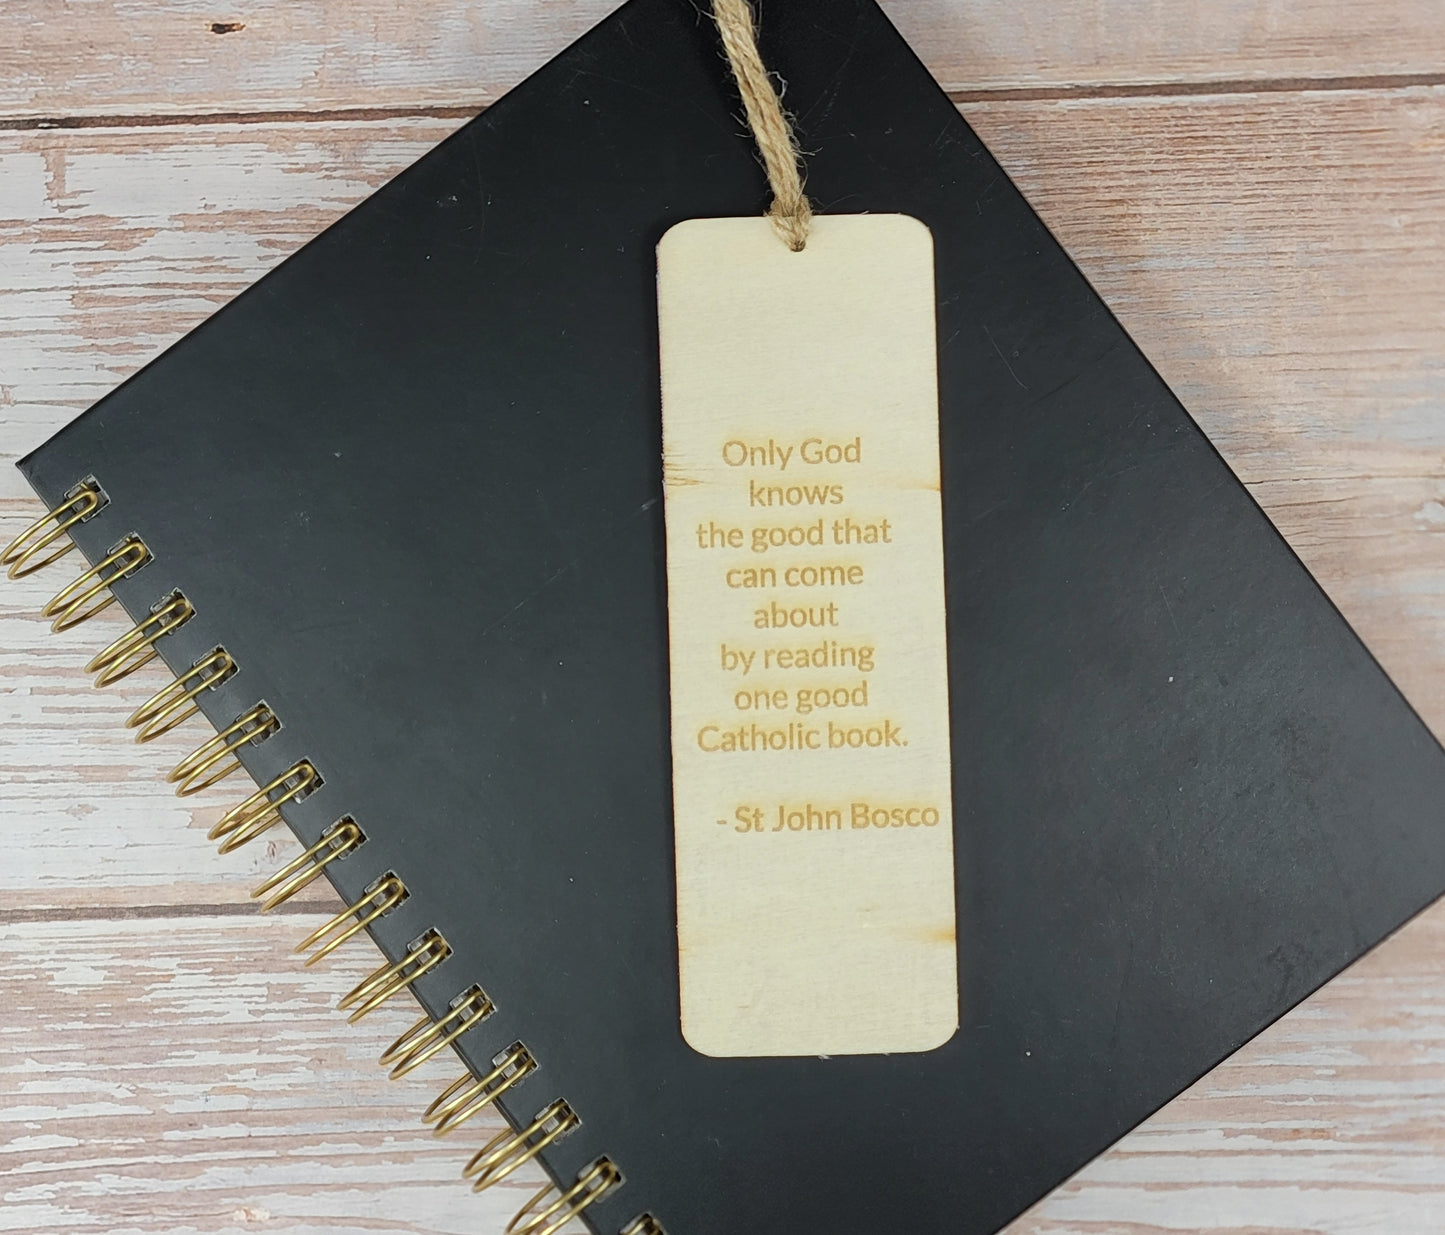 Only God
knows
the good that
can come
about
by reading
one good
Catholic book.
- St John Bosco